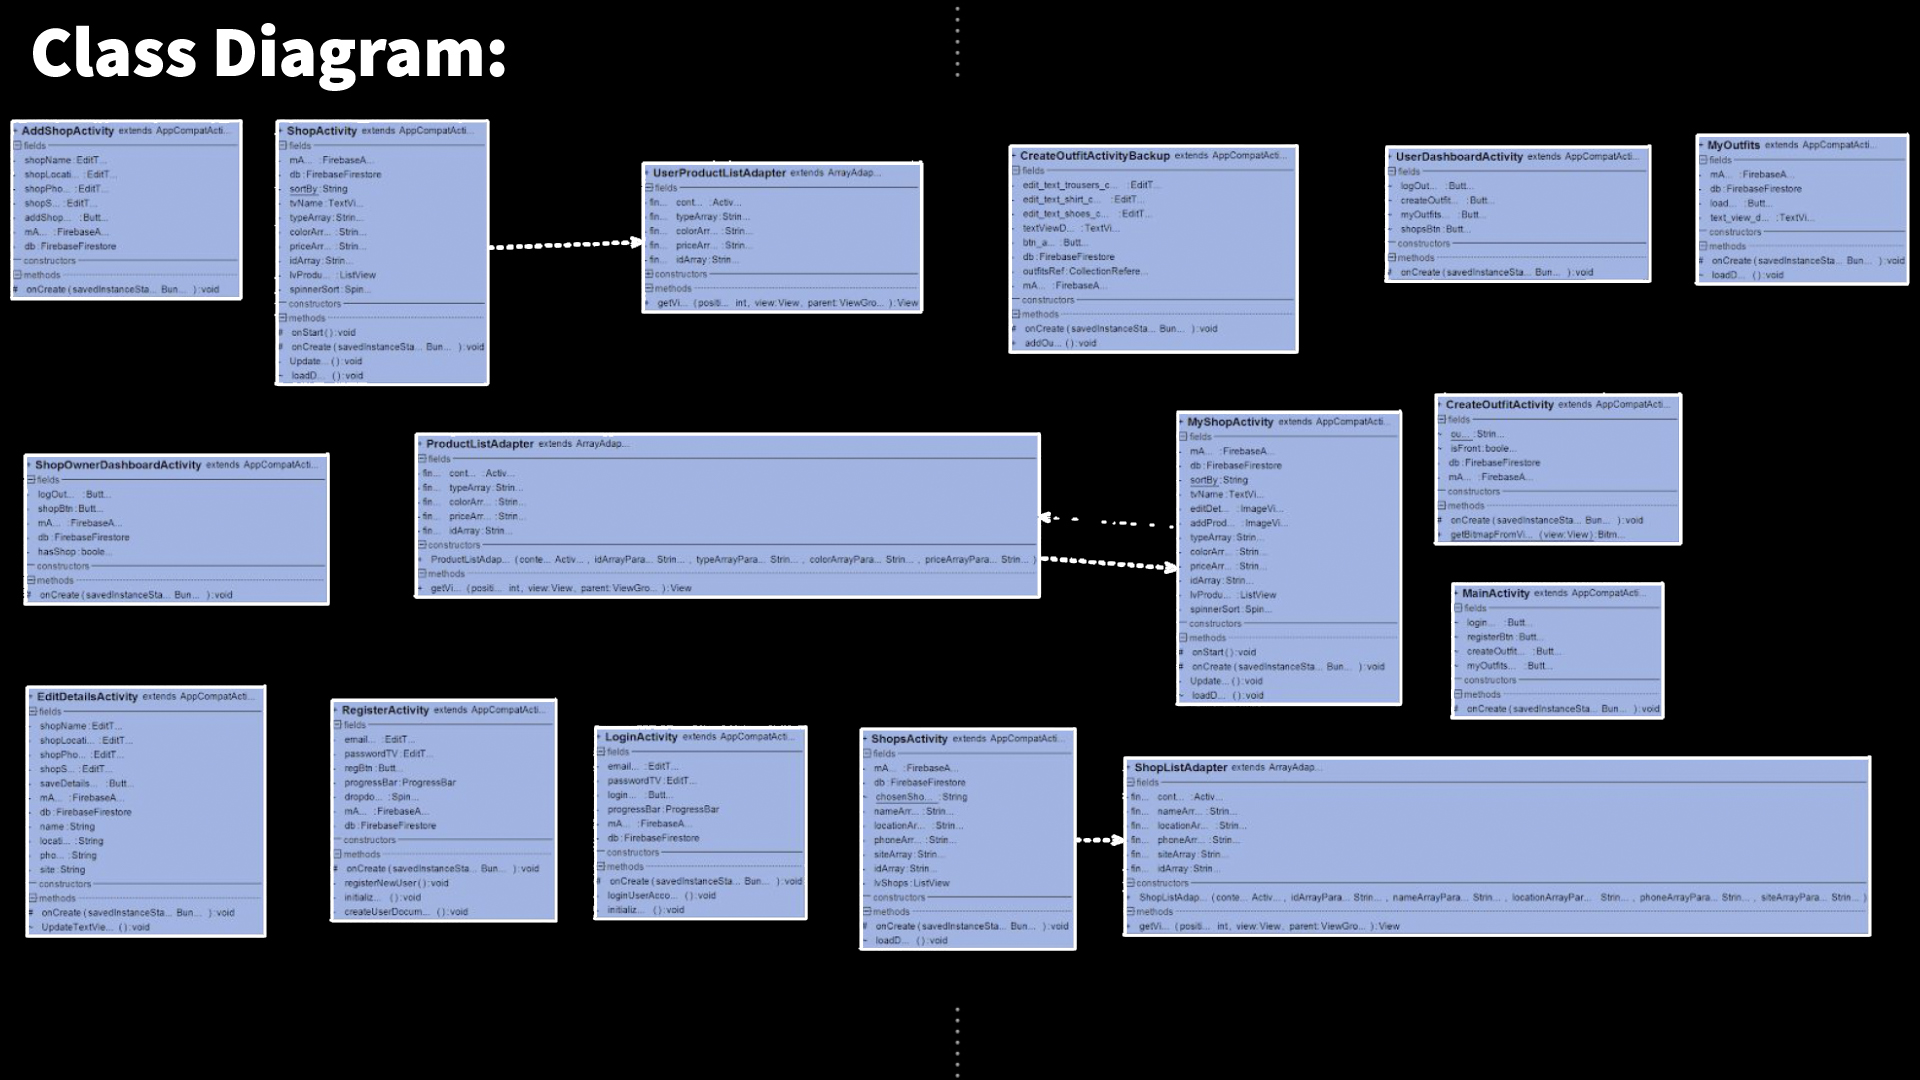 Class Diagram:
AddShopActivity extends AppCompatActi...
fields
shopName:EditT...
shopLocati... :EditT...
shopPho... :EditT...
shopS... :EditT...
addShop... :Butt...
mA... :FirebaseA...
db:FirebaseFirestore
constructors
methods
# onCreate(savedInstanceSta... Bun... ):void
ShopActivity extends AppCompatActi...
fields
mA... :FirebaseA...
db:FirebaseFirestore
sortBy:String
tvName:TextVi...
typeArray:Strin...
colorArr... :Strin...
priceArr... :Strin...
idArray:Strin...
lvProdu... :ListView
spinnerSort:Spin...
constructors
methods
# onStart():void
# onCreate(savedInstanceSta... Bun... ):void
Update... ():void
~ loadD... ():void
UserProductListAdapter extends ArrayAdap...
fields
fin... cont... :Activ...
fin... typeArray:Strin...
fin... colorArr... :Strin...
fin... priceArr... :Strin...
fin... idArray:Strin...
constructors
methods
+ getVi... (positi... int, view:View, parent:ViewGro... ):View
CreateOutfitActivityBackup extends AppCompatActi...
fields
edit_text_trousers_c... :EditT...
edit_text_shirt_c... :EditT...
edit_text_shoes_c... :EditT...
textViewD... :TextVi...
btn_a... :Butt...
db:FirebaseFirestore
outfitsRef:CollectionRefere...
mA... :FirebaseA...
constructors
methods
# onCreate(savedInstanceSta... Bun... ):void
+ addOu... ():void
UserDashboardActivity extends AppCompatActi...
fields
logOut... :Butt...
createOutfit... :Butt...
myOutfits... :Butt...
shopsBtn:Butt...
constructors
methods
# onCreate(savedInstanceSta... Bun... ):void
MyOutfits extends AppCompatActi...
fields
mA... :FirebaseA...
db:FirebaseFirestore
load... :Butt...
text_view_d... :TextVi...
constructors
methods
# onCreate(savedInstanceSta... Bun... ):void
~ loadD... ():void
ShopOwnerDashboardActivity extends AppCompatActi...
fields
logOut... :Butt...
shopBtn:Butt...
mA... :FirebaseA...
db:FirebaseFirestore
hasShop:boole...
constructors
methods
# onCreate(savedInstanceSta... Bun... ):void
ProductListAdapter extends ArrayAdap...
fields
fin... cont... :Activ...
fin... typeArray:Strin...
fin... colorArr... :Strin...
fin... priceArr... :Strin...
fin... idArray:Strin...
constructors
+ ProductListAdap... (conte... Activ... , idArrayPara... Strin... , typeArrayPara... Strin... , colorArrayPara... Strin... , priceArrayPara... Strin... )
methods
+ getVi... (positi... int, view:View, parent:ViewGro... ):View
MyShopActivity extends AppCompatActi...
fields
mA... :FirebaseA...
db:FirebaseFirestore
sortBy:String
tvName:TextVi...
editDet... :ImageVi...
addProd... :ImageVi...
typeArray:Strin...
colorArr... :Strin...
priceArr... :Strin...
idArray:Strin...
lvProdu... :ListView
spinnerSort:Spin...
constructors
methods
# onStart():void
# onCreate(savedInstanceSta... Bun... ):void
Update... ():void
~ loadD... ():void
CreateOutfitActivity extends AppCompatActi...
fields
~ ou... :Strin...
~ isFront:boole...
db:FirebaseFirestore
mA... :FirebaseA...
constructors
methods
# onCreate(savedInstanceSta... Bun... ):void
+ getBitmapFromVi... (view:View):Bitm...
MainActivity extends AppCompatActi...
fields
~ login... :Butt...
~ registerBtn:Butt...
~ createOutfit... :Butt...
~ myOutfits... :Butt...
constructors
methods
# onCreate(savedInstanceSta... Bun... ):void
EditDetailsActivity extends AppCompatActi...
fields
shopName:EditT...
shopLocati... :EditT...
shopPho... :EditT...
shopS... :EditT...
saveDetails... :Butt...
mA... :FirebaseA...
db:FirebaseFirestore
name:String
locati... :String
pho... :String
site:String
constructors
methods
# onCreate(savedInstanceSta... Bun... ):void
~ UpdateTextVie... ():void
RegisterActivity extends AppCompatActi...
fields
email... :EditT...
passwordTV:EditT...
regBtn:Butt...
progressBar:ProgressBar
dropdo... :Spin...
mA... :FirebaseA...
db:FirebaseFirestore
constructors
methods
# onCreate(savedInstanceSta... Bun... ):void
registerNewUser():void
initializ... ():void
createUserDocum... ():void
LoginActivity extends AppCompatActi...
fields
email... :EditT...
passwordTV:EditT...
login... :Butt...
progressBar:ProgressBar
mA... :FirebaseA...
db:FirebaseFirestore
constructors
methods
# onCreate(savedInstanceSta... Bun... ):void
loginUserAcco... ():void
initializ... ():void
ShopsActivity extends AppCompatActi...
fields
mA... :FirebaseA...
db:FirebaseFirestore
chosenSho... :String
nameArr... :Strin...
locationAr... :Strin...
phoneArr... :Strin...
siteArray:Strin...
idArray:Strin...
lvShops:ListView
constructors
methods
# onCreate(savedInstanceSta... Bun... ):void
~ loadD... ():void
ShopListAdapter extends ArrayAdap...
fields
fin... cont... :Activ...
fin... nameArr... :Strin...
fin... locationAr... :Strin...
fin... phoneArr... :Strin...
fin... siteArray:Strin...
fin... idArray:Strin...
constructors
+ ShopListAdap... (conte... Activ... , idArrayPara... Strin... , nameArrayPara... Strin... , locationArrayPar... Strin... , phoneArrayPara... Strin... , siteArrayPara... Strin... )
methods
+ getVi... (positi... int, view:View, parent:ViewGro... ):View